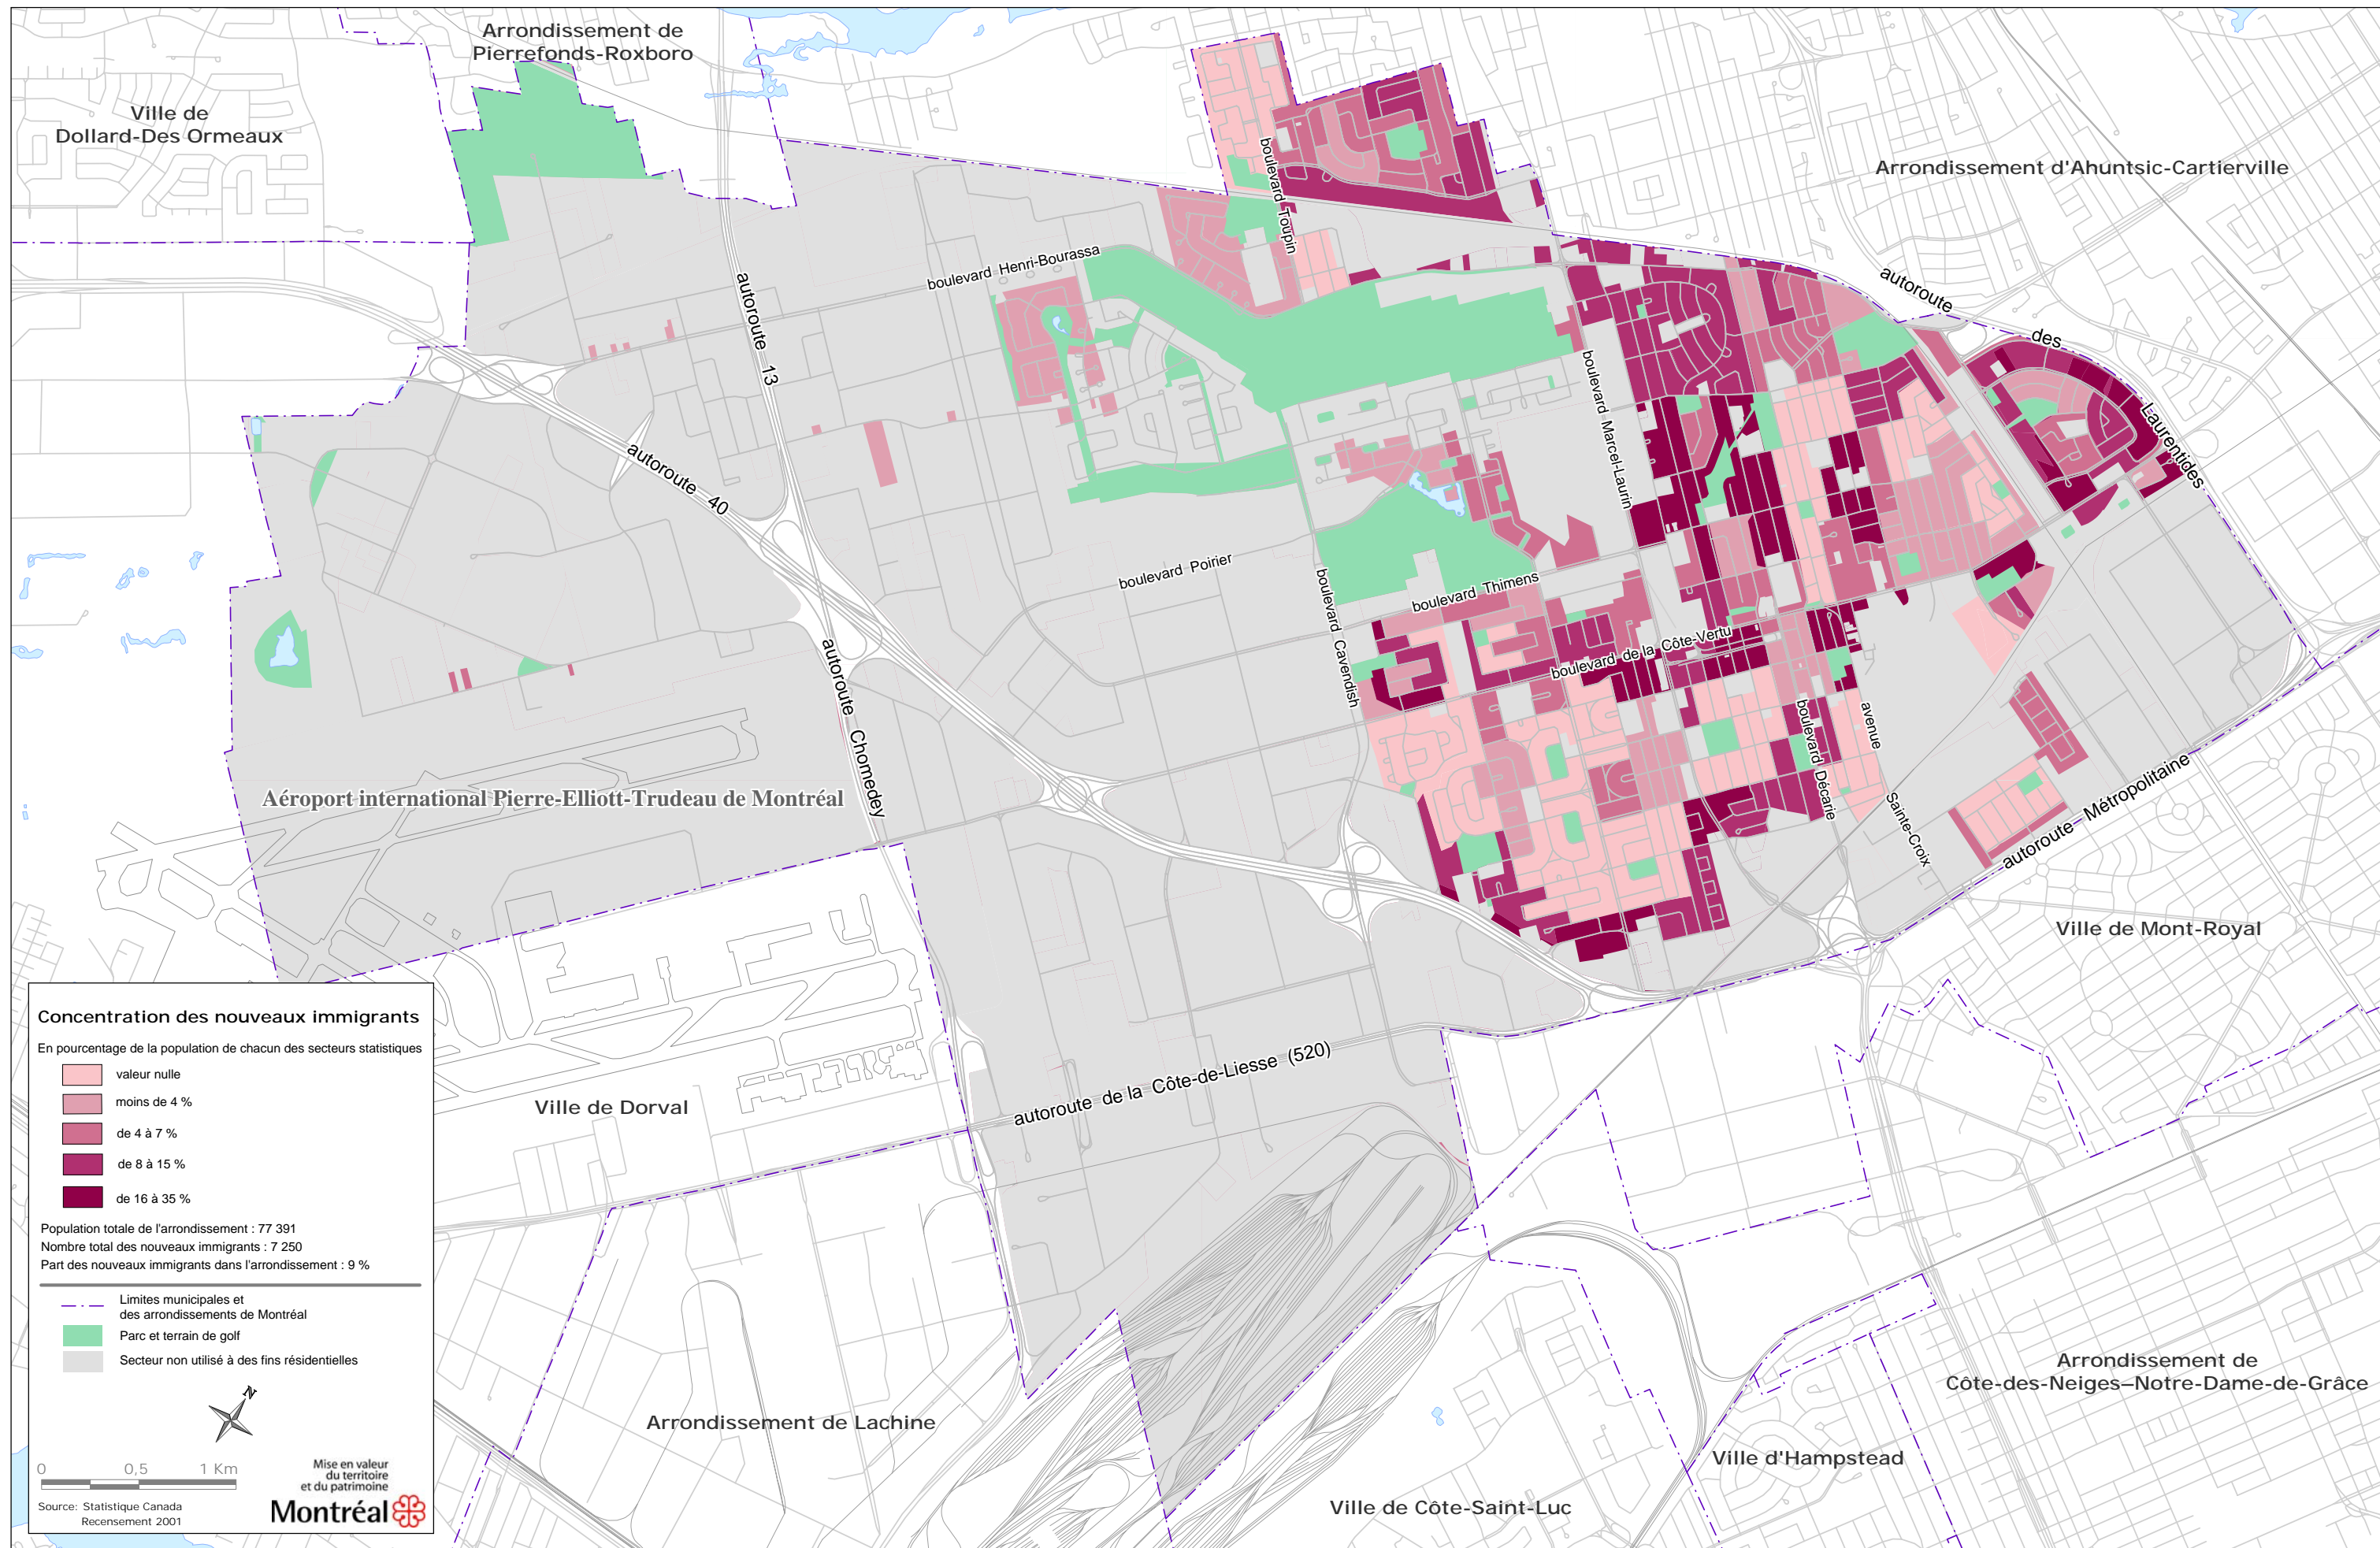 Arrondissement de
Pierrefonds-Roxboro
Ville de
Dollard-Des Ormeaux
Arrondissement d'Ahuntsic-Cartierville
boulevard Toupin
boulevard Henri-Bourassa
autoroute 13
autoroute des Laurentides
boulevard Marcel-Laurin
autoroute 40
boulevard Poirier
boulevard Thimens
boulevard Cavendish
boulevard de la Côte-Vertu
autoroute Chomedey
boulevard Décarie
avenue Sainte-Croix
Aéroport international Pierre-Elliott-Trudeau de Montréal
autoroute Métropolitaine
Ville de Mont-Royal
autoroute de la Côte-de-Liesse (520)
Ville de Dorval
Arrondissement de Lachine
Ville de Côte-Saint-Luc
Ville d'Hampstead
Arrondissement de
Côte-des-Neiges–Notre-Dame-de-Grâce
Concentration des nouveaux immigrants
En pourcentage de la population de chacun des secteurs statistiques
valeur nulle
moins de 4 %
de 4 à 7 %
de 8 à 15 %
de 16 à 35 %
Population totale de l'arrondissement : 77 391
Nombre total des nouveaux immigrants : 7 250
Part des nouveaux immigrants dans l'arrondissement : 9 %
Limites municipales et
des arrondissements de Montréal
Parc et terrain de golf
Secteur non utilisé à des fins résidentielles
N
0 0,5 1 Km
Source: Statistique Canada
Recensement 2001
Mise en valeur
du territoire
et du patrimoine
Montréal